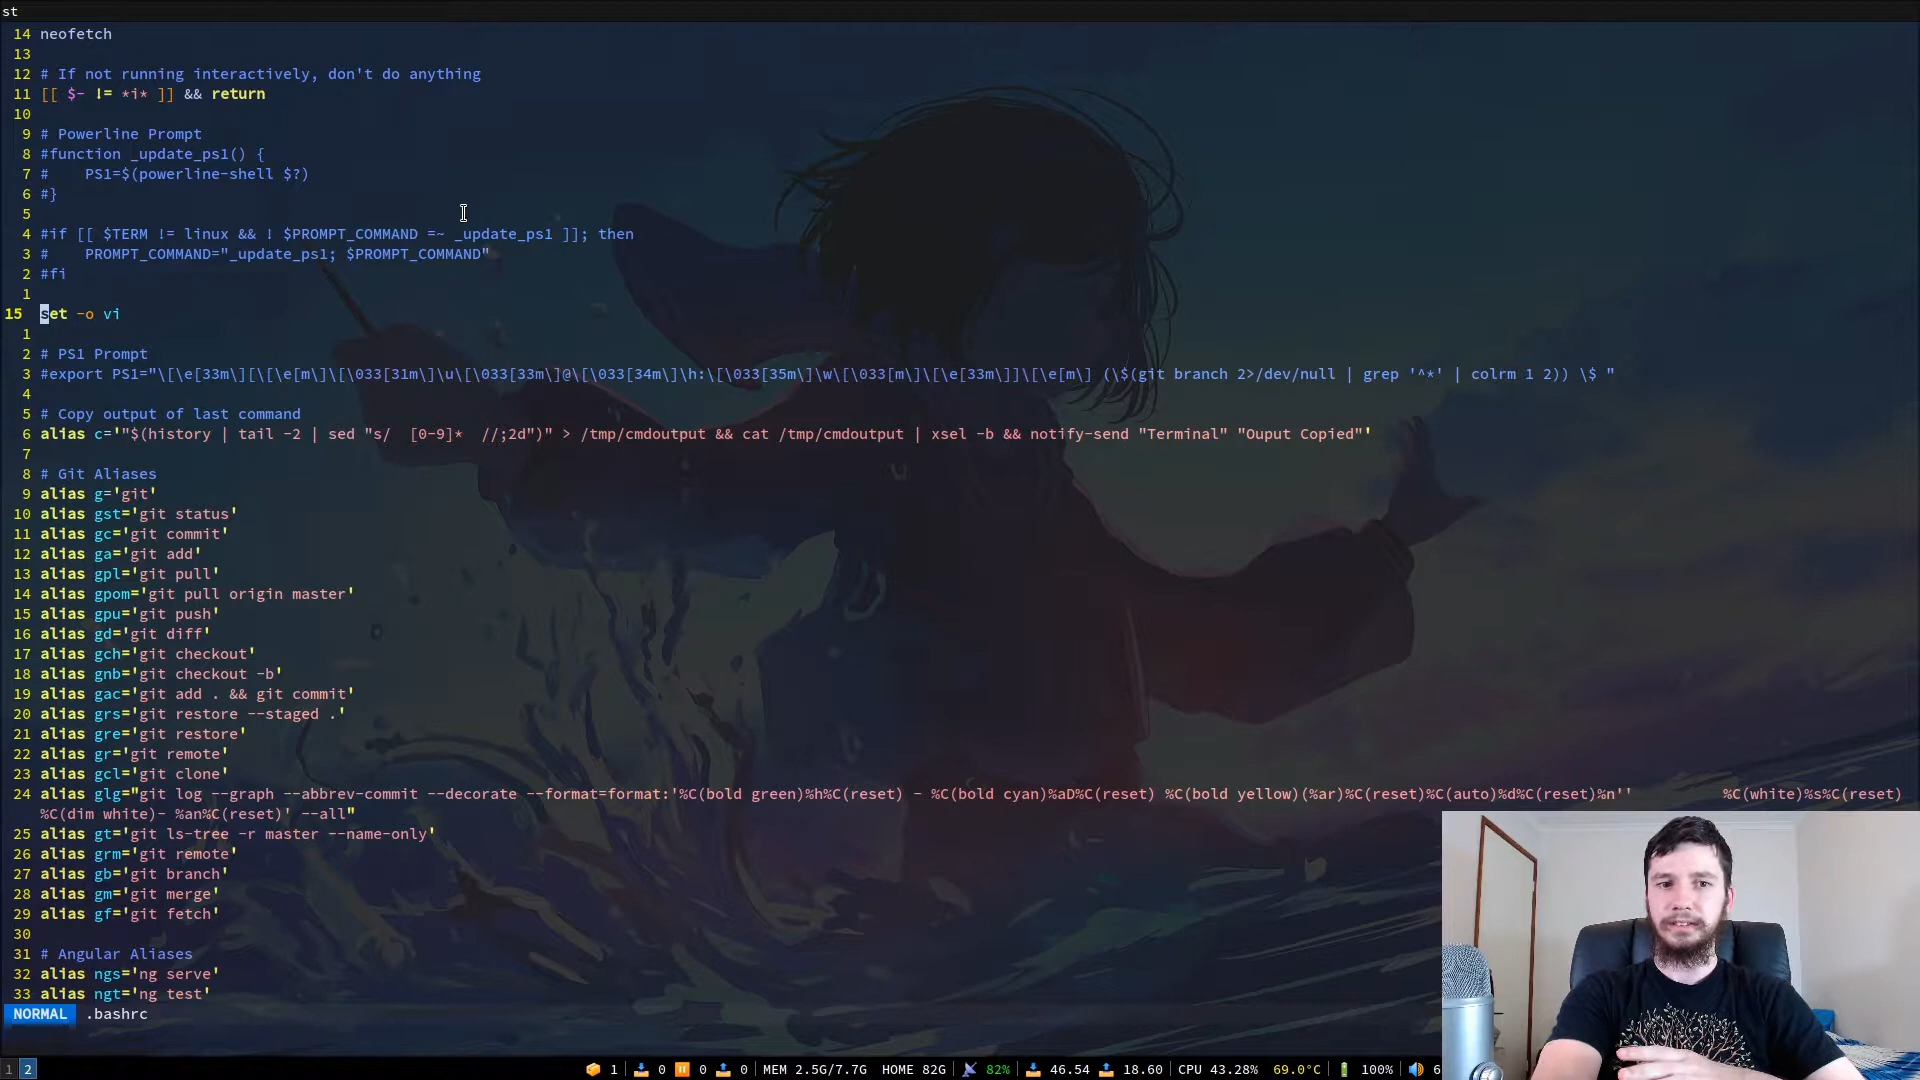 st
14 neofetch
13
12 # If not running interactively, don't do anything
11 [[ $- != *i* ]] && return
10
9 # Powerline Prompt
8 #function _update_ps1() {
7 #    PS1=$(powerline-shell $?)
6 #}
5
4 #if [[ $TERM != linux && ! $PROMPT_COMMAND =~ _update_ps1 ]]; then
3 #    PROMPT_COMMAND="_update_ps1; $PROMPT_COMMAND"
2 #fi
1
15 set -o vi
1
2 # PS1 Prompt
3 #export PS1="\[\e[33m\][\[\e[m\]\[\033[31m\]\u\[\033[33m\]@\[\033[34m\]\h:\[\033[35m\]\w\[\033[m\]\[\e[33m\]]\[\e[m\] (\$(git branch 2>/dev/null | grep '^*' | colrm 1 2)) \$ "
4
5 # Copy output of last command
6 alias c='"$(history | tail -2 | sed "s/  [0-9]*  //;2d")" > /tmp/cmdoutput && cat /tmp/cmdoutput | xsel -b && notify-send "Terminal" "Ouput Copied"'
7
8 # Git Aliases
9 alias g='git'
10 alias gst='git status'
11 alias gc='git commit'
12 alias ga='git add'
13 alias gpl='git pull'
14 alias gpom='git pull origin master'
15 alias gpu='git push'
16 alias gd='git diff'
17 alias gch='git checkout'
18 alias gnb='git checkout -b'
19 alias gac='git add . && git commit'
20 alias grs='git restore --staged .'
21 alias gre='git restore'
22 alias gr='git remote'
23 alias gcl='git clone'
24 alias glg="git log --graph --abbrev-commit --decorate --format=format:'%C(bold green)%h%C(reset) - %C(bold cyan)%aD%C(reset) %C(bold yellow)(%ar)%C(reset)%C(auto)%d%C(reset)%n''          %C(white)%s%C(reset)
%C(dim white)- %an%C(reset)' --all"
25 alias gt='git ls-tree -r master --name-only'
26 alias grm='git remote'
27 alias gb='git branch'
28 alias gm='git merge'
29 alias gf='git fetch'
30
31 # Angular Aliases
32 alias ngs='ng serve'
33 alias ngt='ng test'
NORMAL .bashrc
1 2 1 0 0 0 MEM 2.5G/7.7G HOME 82G 82% 46.54 18.60 CPU 43.28% 69.0°C 100% 6